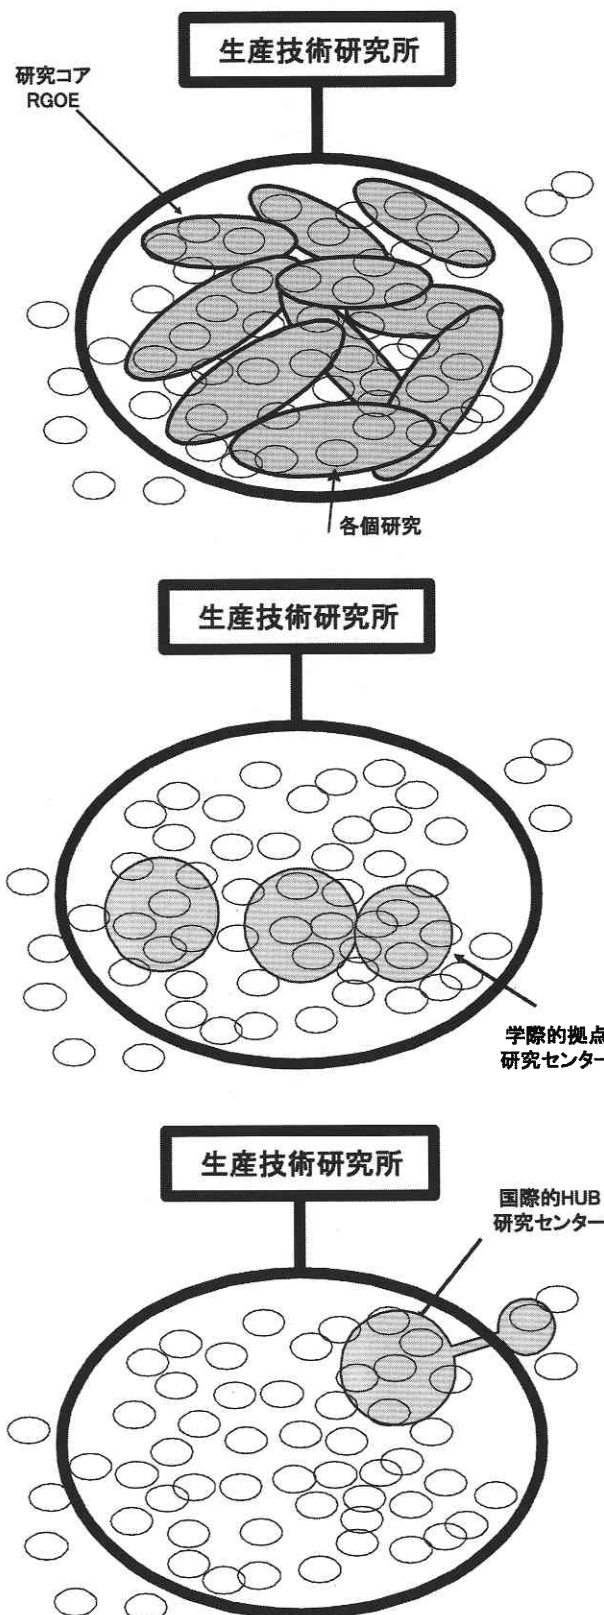 生産技術研究所
研究コア
RGOE
各個研究
生産技術研究所
学際的拠点
研究センター
生産技術研究所
国際的HUB
研究センター